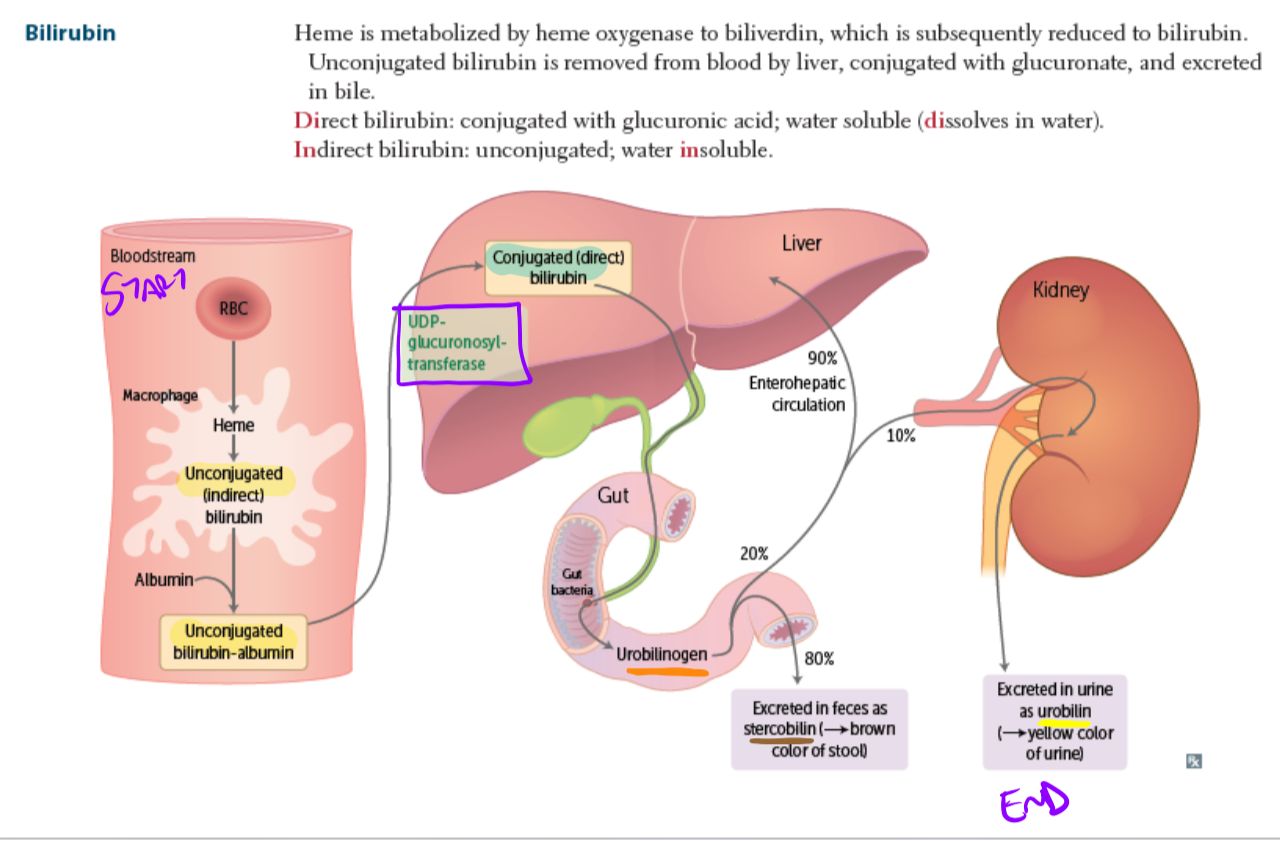 Bilirubin
Heme is metabolized by heme oxygenase to biliverdin, which is subsequently reduced to bilirubin.
Unconjugated bilirubin is removed from blood by liver, conjugated with glucuronate, and excreted
in bile.
Direct bilirubin: conjugated with glucuronic acid; water soluble (dissolves in water).
Indirect bilirubin: unconjugated; water insoluble.
Bloodstream
START
RBC
Macrophage
Heme
Unconjugated
(indirect)
bilirubin
Albumin
Unconjugated
bilirubin-albumin
Conjugated (direct)
bilirubin
UDP-
glucuronosyl-
transferase
Liver
90%
Enterohepatic
circulation
Kidney
10%
Gut
Gut
bacteria
20%
Urobilinogen
80%
Excreted in feces as
stercobilin (→brown
color of stool)
Excreted in urine
as urobilin
(→yellow color
of urine)
Rx
END